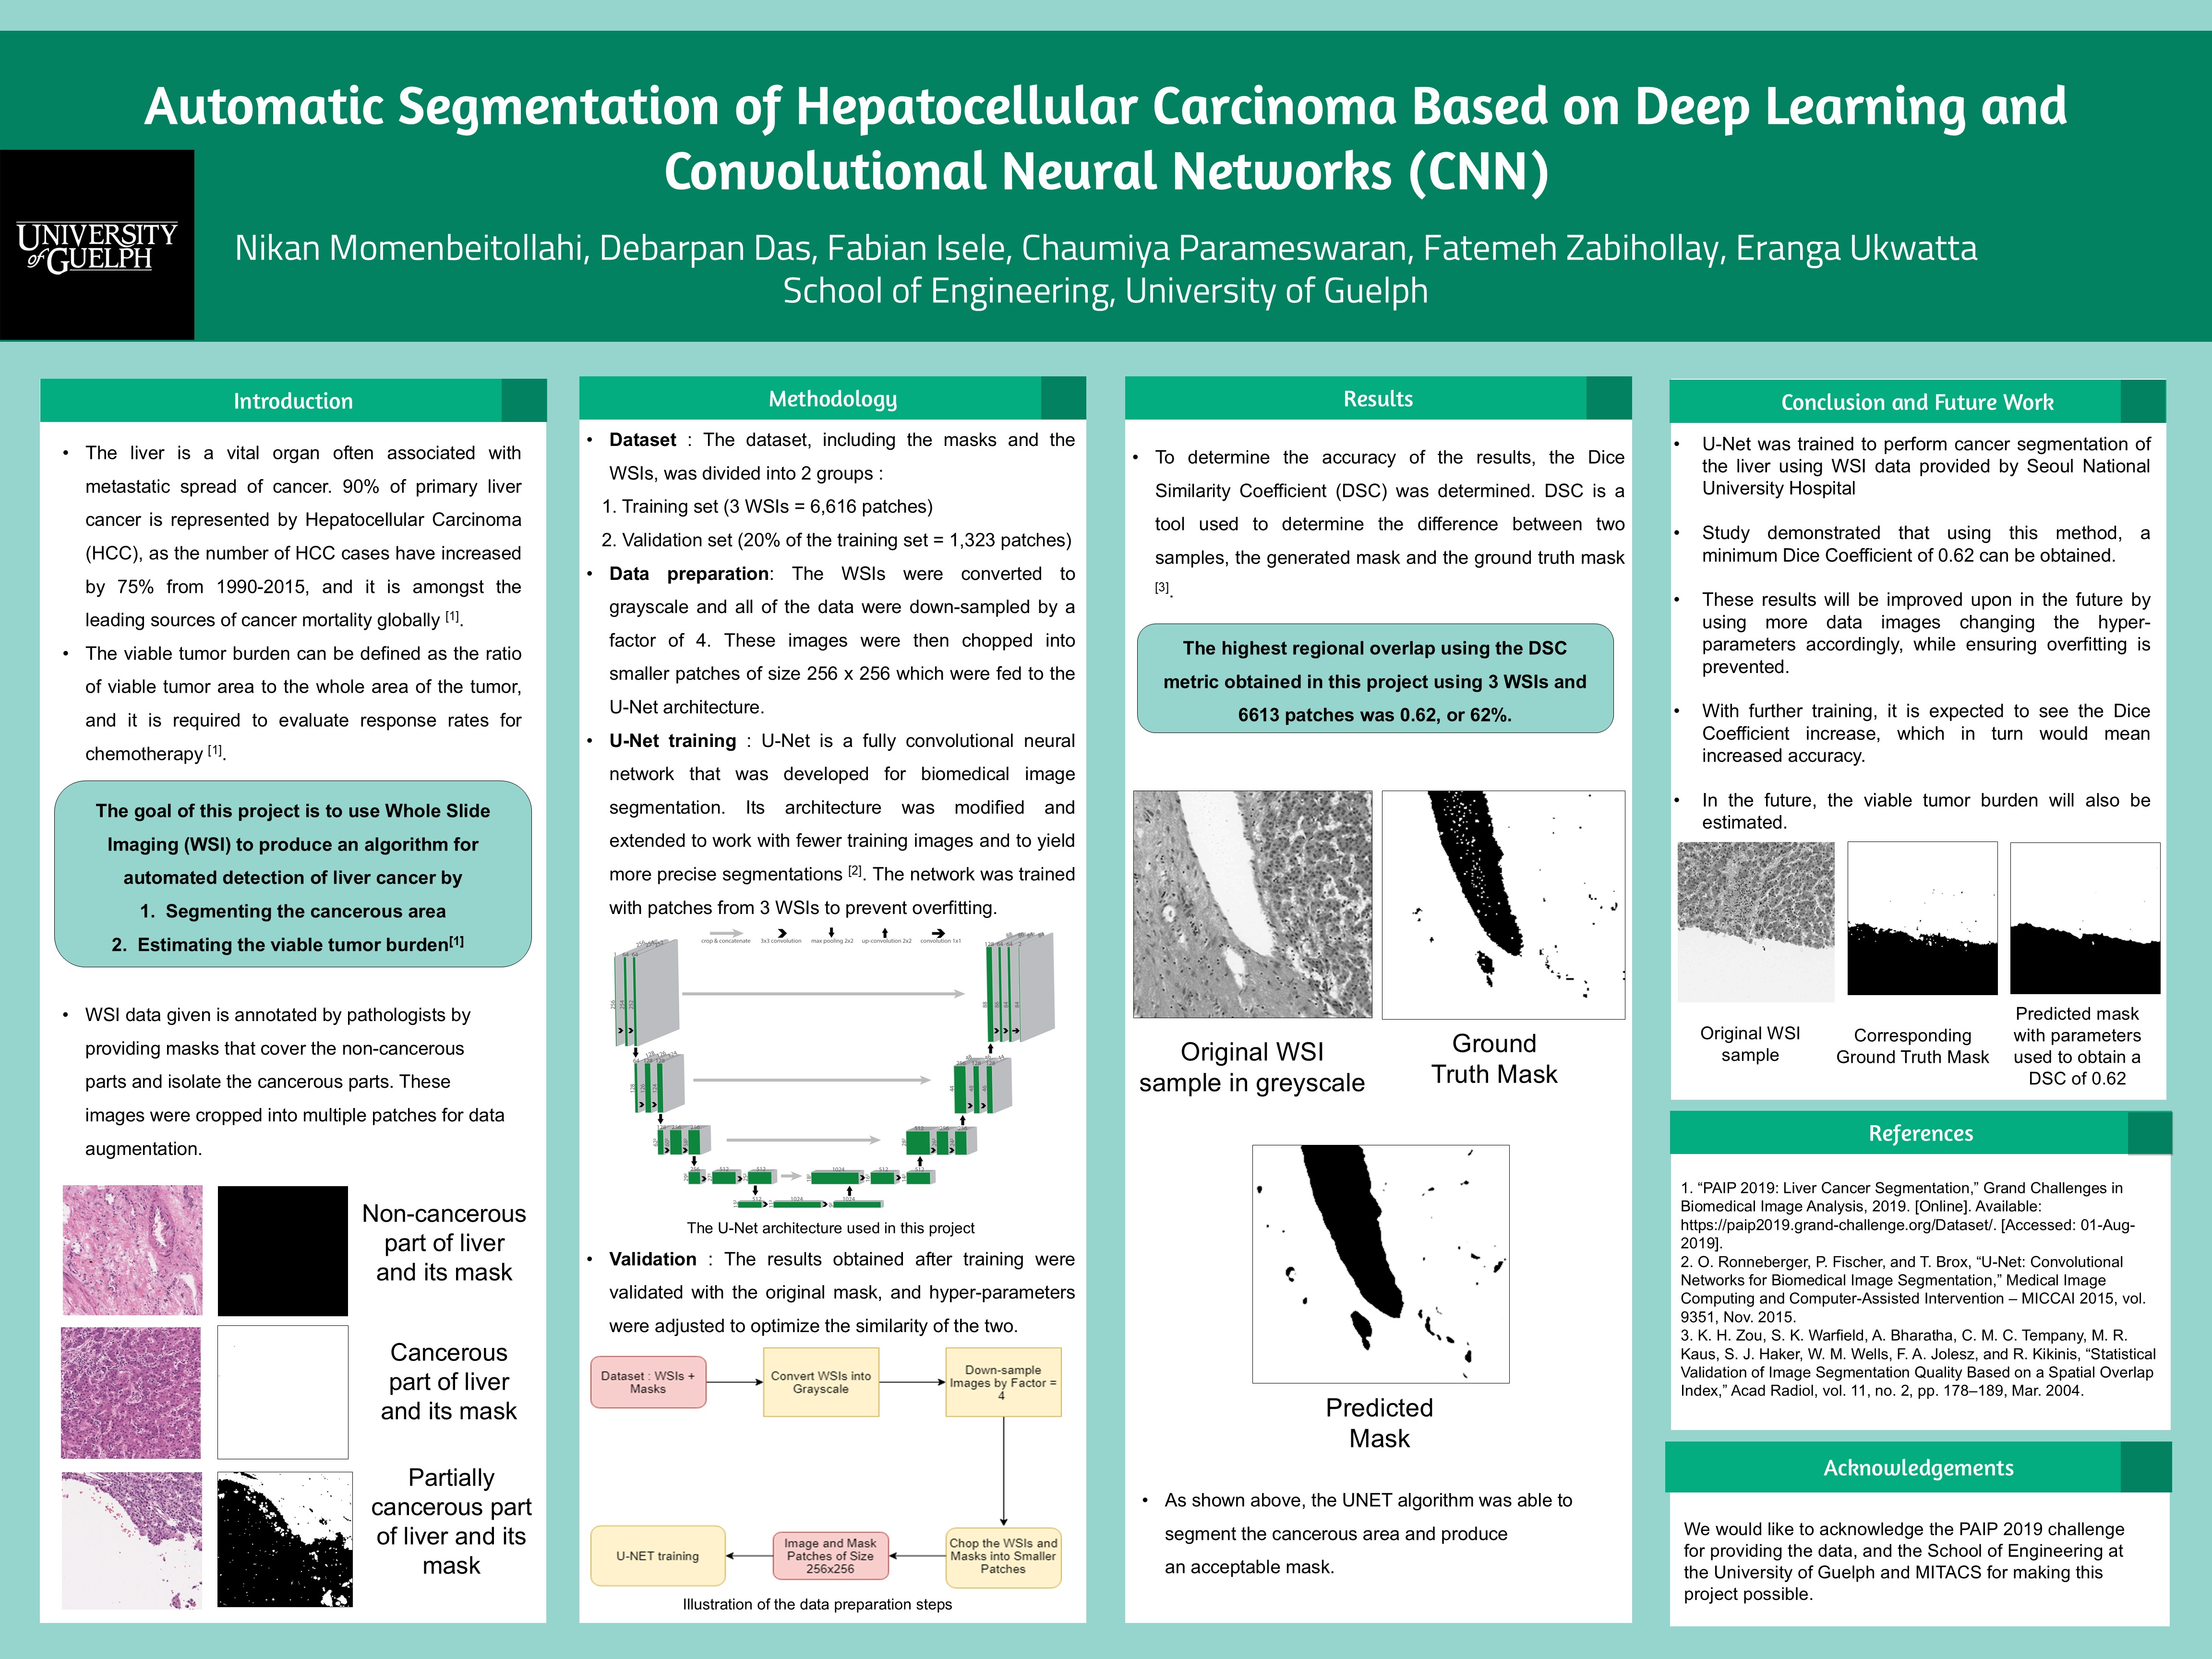 Automatic Segmentation of Hepatocellular Carcinoma Based on Deep Learning and
Convolutional Neural Networks (CNN)
UNIVERSITY
of GUELPH
Nikan Momenbeitollahi, Debarpan Das, Fabian Isele, Chaumiya Parameswaran, Fatemeh Zabihollay, Eranga Ukwatta
School of Engineering, University of Guelph
Introduction
• The liver is a vital organ often associated with
metastatic spread of cancer. 90% of primary liver
cancer is represented by Hepatocellular Carcinoma
(HCC), as the number of HCC cases have increased
by 75% from 1990-2015, and it is amongst the
leading sources of cancer mortality globally [1].
• The viable tumor burden can be defined as the ratio
of viable tumor area to the whole area of the tumor,
and it is required to evaluate response rates for
chemotherapy [1].
The goal of this project is to use Whole Slide
Imaging (WSI) to produce an algorithm for
automated detection of liver cancer by
1. Segmenting the cancerous area
2. Estimating the viable tumor burden[1]
• WSI data given is annotated by pathologists by
providing masks that cover the non-cancerous
parts and isolate the cancerous parts. These
images were cropped into multiple patches for data
augmentation.
Non-cancerous
part of liver
and its mask
Cancerous
part of liver
and its mask
Partially
cancerous part
of liver and its
mask
Methodology
• Dataset : The dataset, including the masks and the
WSIs, was divided into 2 groups :
1. Training set (3 WSIs = 6,616 patches)
2. Validation set (20% of the training set = 1,323 patches)
• Data preparation: The WSIs were converted to
grayscale and all of the data were down-sampled by a
factor of 4. These images were then chopped into
smaller patches of size 256 x 256 which were fed to the
U-Net architecture.
• U-Net training : U-Net is a fully convolutional neural
network that was developed for biomedical image
segmentation. Its architecture was modified and
extended to work with fewer training images and to yield
more precise segmentations [2]. The network was trained
with patches from 3 WSIs to prevent overfitting.
crop & concatenate 3x3 convolution max pooling 2x2 up-convolution 2x2 convolution 1x1
The U-Net architecture used in this project
• Validation : The results obtained after training were
validated with the original mask, and hyper-parameters
were adjusted to optimize the similarity of the two.
Dataset : WSIs +
Masks
Convert WSIs into
Grayscale
Down-sample
Images by Factor =
4
Chop the WSIs and
Masks into Smaller
Patches
Image and Mask
Patches of Size
256x256
U-NET training
Illustration of the data preparation steps
Results
• To determine the accuracy of the results, the Dice
Similarity Coefficient (DSC) was determined. DSC is a
tool used to determine the difference between two
samples, the generated mask and the ground truth mask
[3].
The highest regional overlap using the DSC
metric obtained in this project using 3 WSIs and
6613 patches was 0.62, or 62%.
Original WSI
sample in greyscale
Ground
Truth Mask
Predicted
Mask
• As shown above, the UNET algorithm was able to
segment the cancerous area and produce
an acceptable mask.
Conclusion and Future Work
• U-Net was trained to perform cancer segmentation of
the liver using WSI data provided by Seoul National
University Hospital
• Study demonstrated that using this method, a
minimum Dice Coefficient of 0.62 can be obtained.
• These results will be improved upon in the future by
using more data images changing the hyper-
parameters accordingly, while ensuring overfitting is
prevented.
• With further training, it is expected to see the Dice
Coefficient increase, which in turn would mean
increased accuracy.
• In the future, the viable tumor burden will also be
estimated.
Original WSI
sample
Corresponding
Ground Truth Mask
Predicted mask
with parameters
used to obtain a
DSC of 0.62
References
1. “PAIP 2019: Liver Cancer Segmentation,” Grand Challenges in
Biomedical Image Analysis, 2019. [Online]. Available:
https://paip2019.grand-challenge.org/Dataset/. [Accessed: 01-Aug-
2019].
2. O. Ronneberger, P. Fischer, and T. Brox, “U-Net: Convolutional
Networks for Biomedical Image Segmentation,” Medical Image
Computing and Computer-Assisted Intervention – MICCAI 2015, vol.
9351, Nov. 2015.
3. K. H. Zou, S. K. Warfield, A. Bharatha, C. M. C. Tempany, M. R.
Kaus, S. J. Haker, W. M. Wells, F. A. Jolesz, and R. Kikinis, “Statistical
Validation of Image Segmentation Quality Based on a Spatial Overlap
Index,” Acad Radiol, vol. 11, no. 2, pp. 178–189, Mar. 2004.
Acknowledgements
We would like to acknowledge the PAIP 2019 challenge
for providing the data, and the School of Engineering at
the University of Guelph and MITACS for making this
project possible.